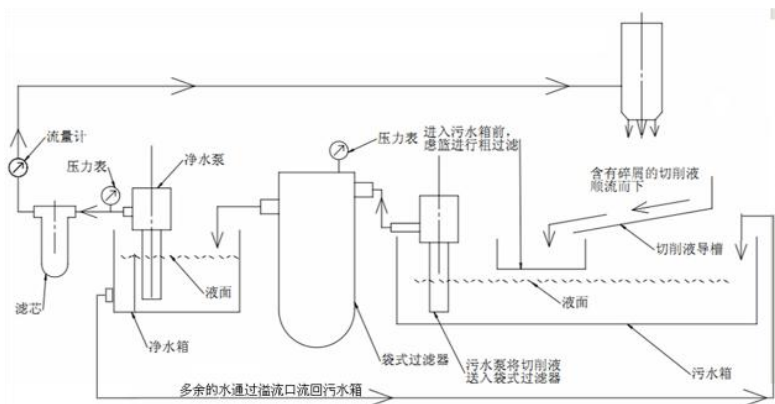 流量计
压力表
净水泵
压力表
进入污水箱前,
虑篮进行粗过滤
含有碎屑的切削液
顺流而下
切削液导槽
滤芯
液面
净水箱
液面
袋式过滤器
污水泵将切削液
送入袋式过滤器
污水箱
多余的水通过溢流口流回污水箱